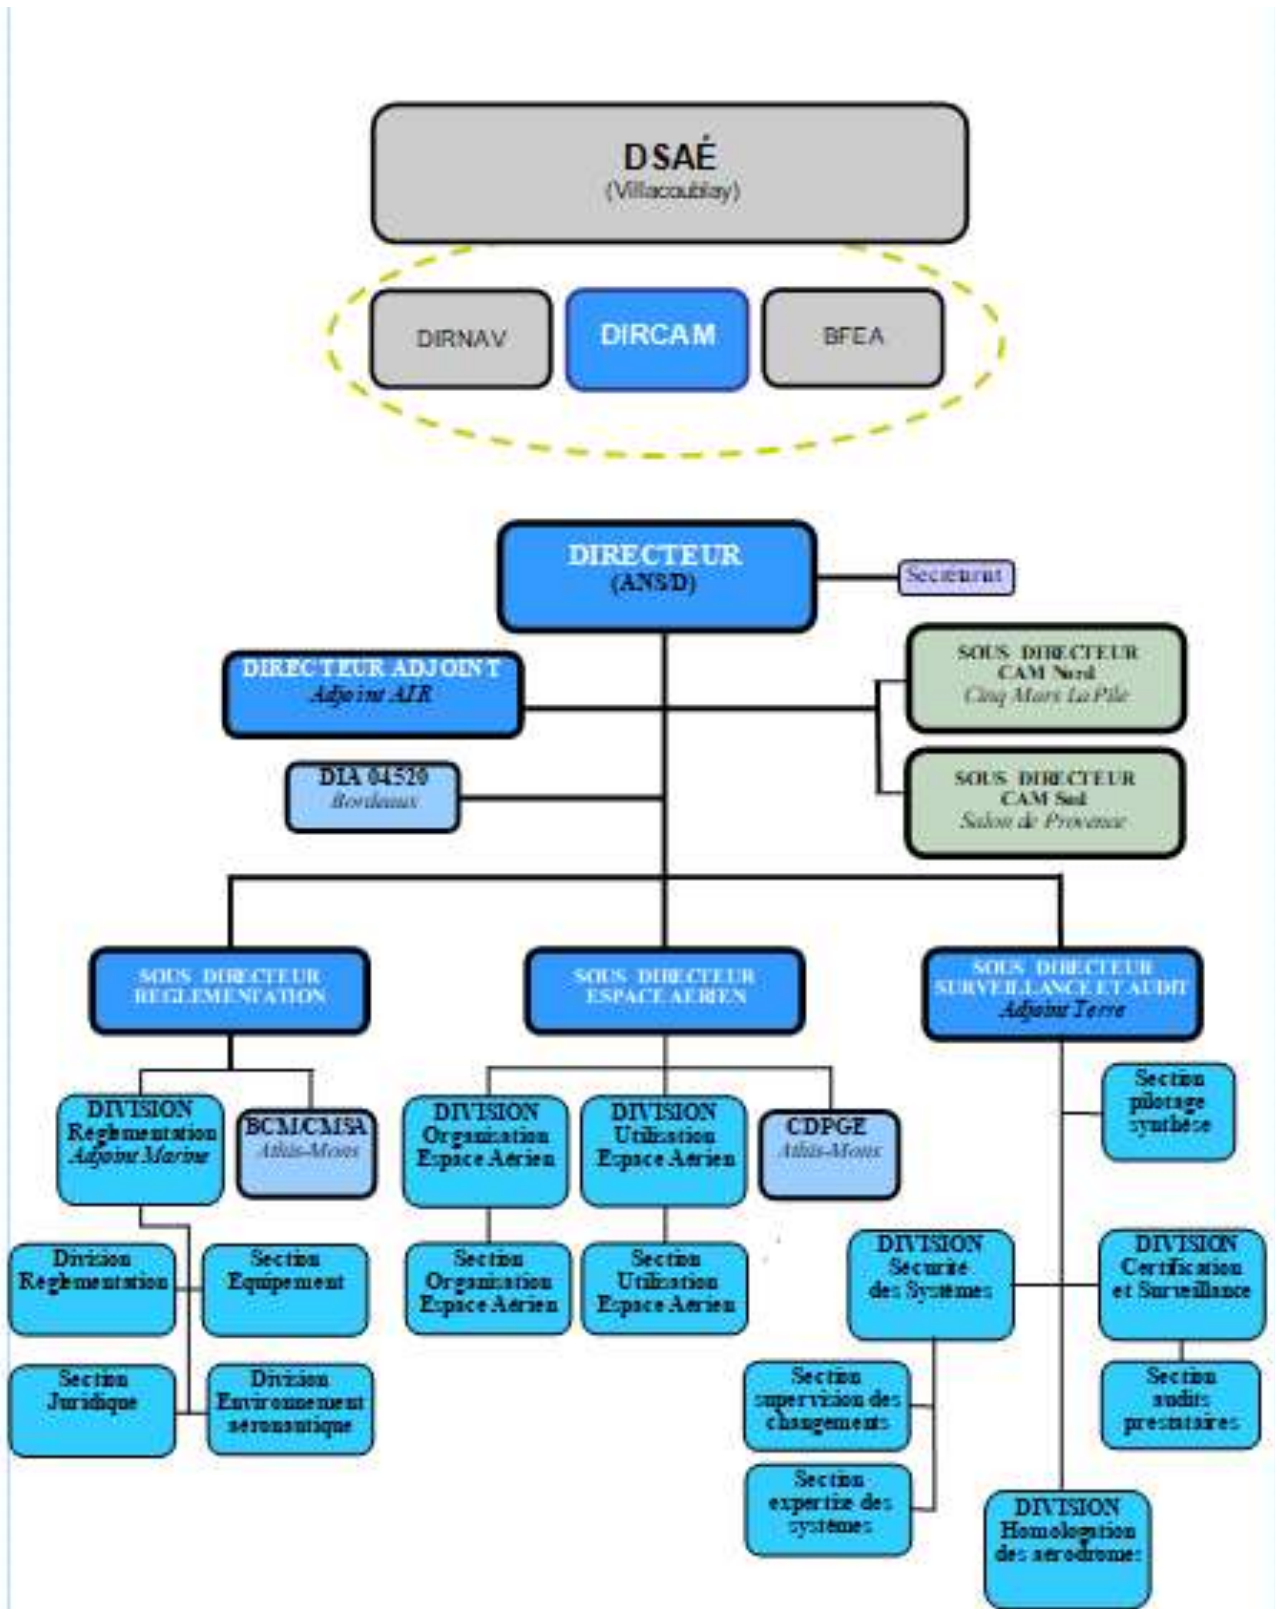 DSAÉ
(Villacoublay)
DIRNAV
DIRCAM
BFEA
DIRECTEUR
(ANS/D)
Secrétariat
DIRECTEUR ADJOINT
Adjoint AIR
SOUS DIRECTEUR
CAM Nord
Cinq Mars La Pile
DIA 04.520
Bordeaux
SOUS DIRECTEUR
CAM Sud
Salon de Provence
SOUS DIRECTEUR
REGLEMENTATION
SOUS DIRECTEUR
ESPACE AERIEN
SOUS DIRECTEUR
SURVEILLANCE ET AUDIT
Adjoint Terre
DIVISION
Réglementation
Adjoint Marine
BCM/CMSA
Athis-Mons
DIVISION
Organisation
Espace Aérien
DIVISION
Utilisation
Espace Aérien
CDPGE
Athis-Mons
Section
pilotage
synthèse
Division
Réglementation
Section
Equipement
Section
Organisation
Espace Aérien
Section
Utilisation
Espace Aérien
DIVISION
Sécurité
des Systèmes
DIVISION
Certification
et Surveillance
Section
Juridique
Division
Environnement
aéronautique
Section
supervision des
changements
Section
audits
prestataires
Section
expertise des
systèmes
DIVISION
Homologation
des aérodromes